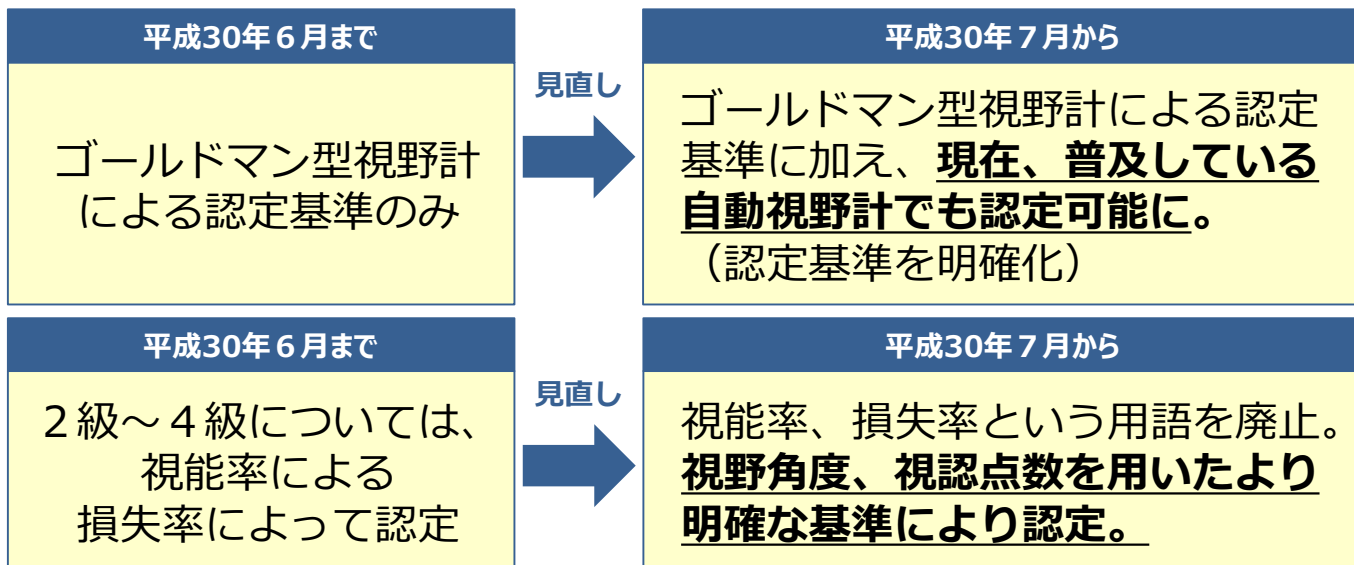 平成30年６月まで
ゴールドマン型視野計
による認定基準のみ
見直し
平成30年７月から
ゴールドマン型視野計による認定
基準に加え、現在、普及している
自動視野計でも認定可能に。
（認定基準を明確化）
平成30年６月まで
２級～４級については、
視能率による
損失率によって認定
見直し
平成30年７月から
視能率、損失率という用語を廃止。
視野角度、視認点数を用いたより
明確な基準により認定。